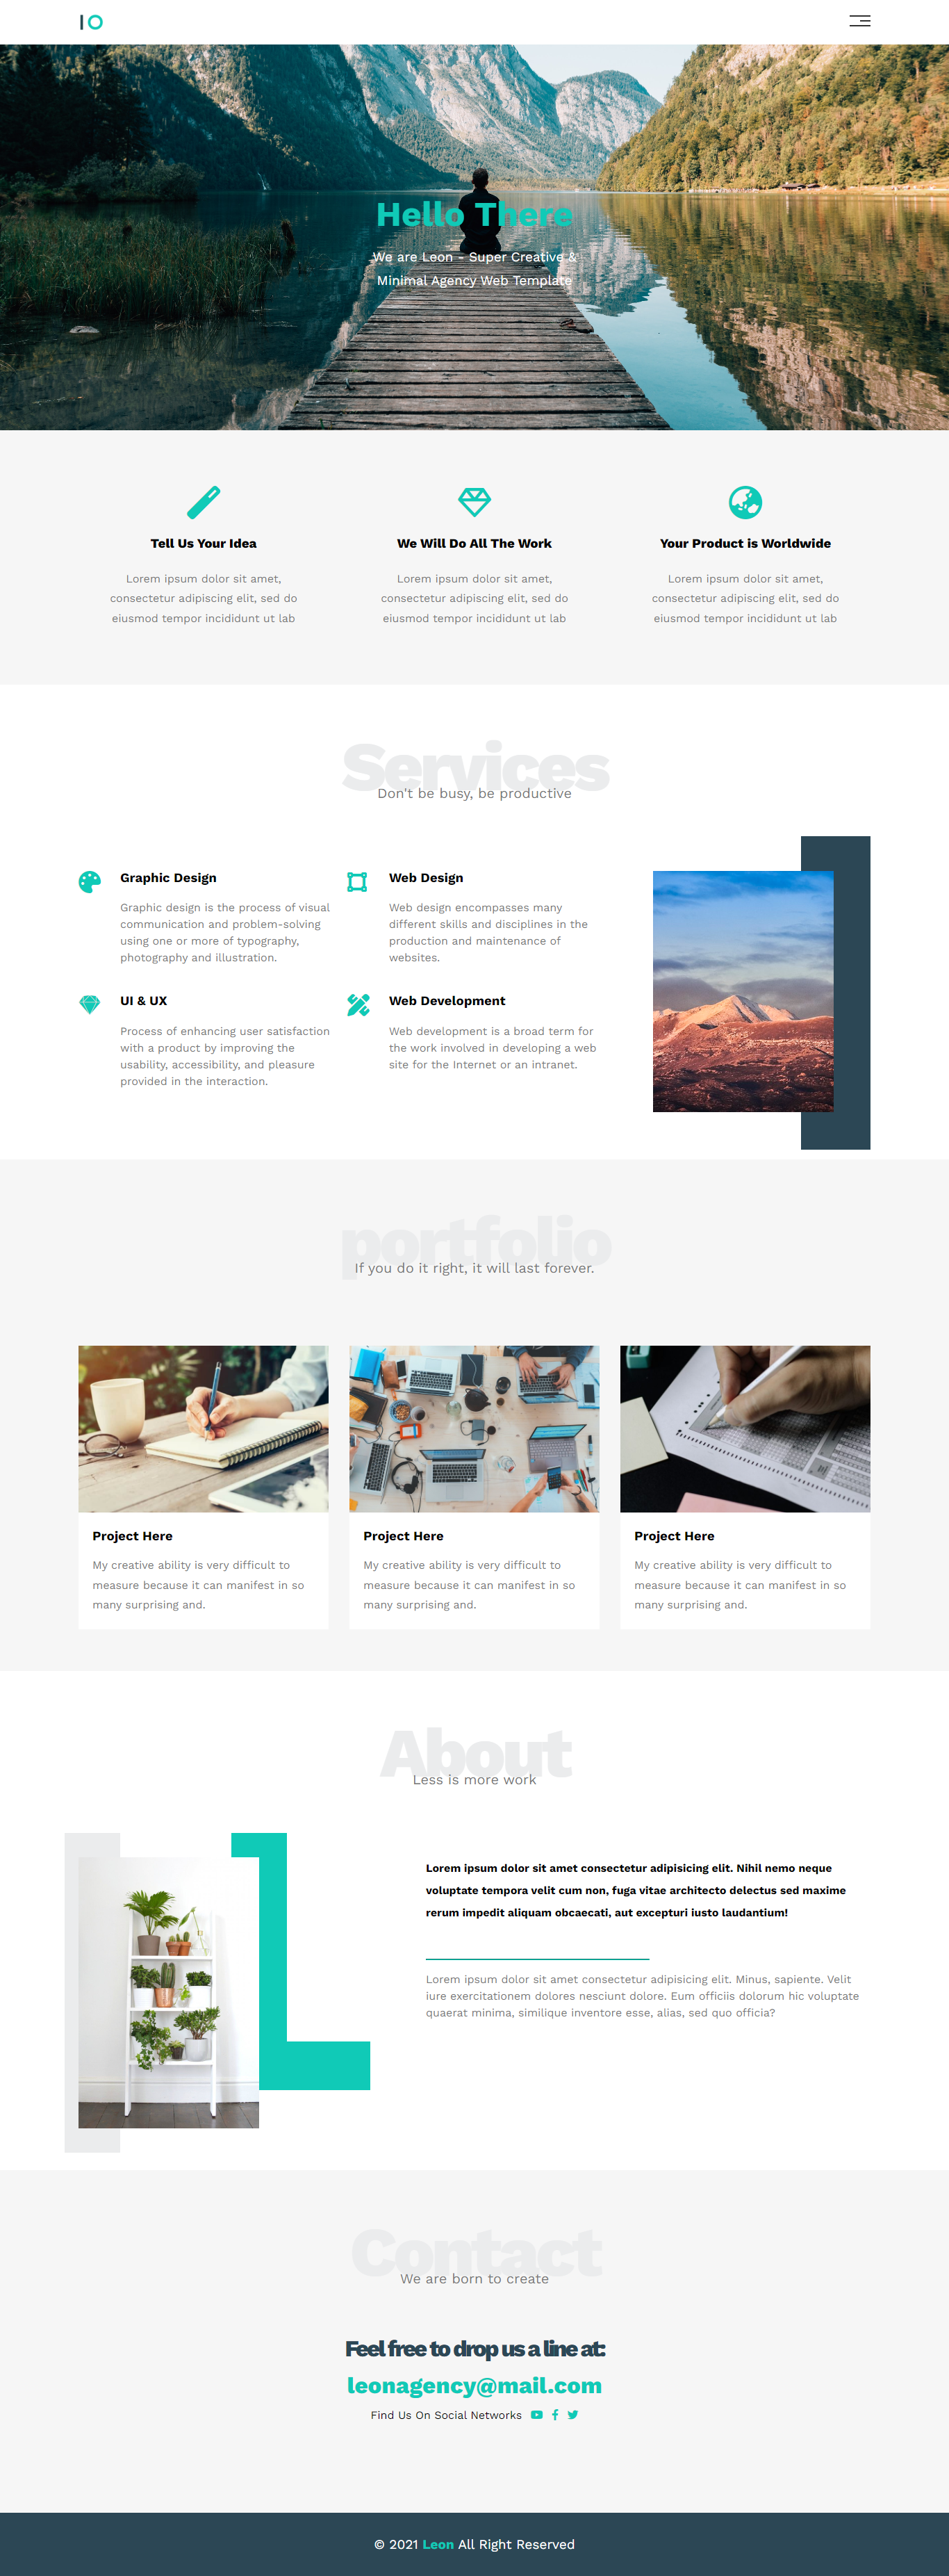 IO
Hello There
We are Leon - Super Creative &
Minimal Agency Web Template
Tell Us Your Idea
Lorem ipsum dolor sit amet,
consectetur adipiscing elit, sed do
eiusmod tempor incididunt ut lab
We Will Do All The Work
Lorem ipsum dolor sit amet,
consectetur adipiscing elit, sed do
eiusmod tempor incididunt ut lab
Your Product is Worldwide
Lorem ipsum dolor sit amet,
consectetur adipiscing elit, sed do
eiusmod tempor incididunt ut lab
Services
Don't be busy, be productive
Graphic Design
Graphic design is the process of visual
communication and problem-solving
using one or more of typography,
photography and illustration.
Web Design
Web design encompasses many
different skills and disciplines in the
production and maintenance of
websites.
UI & UX
Process of enhancing user satisfaction
with a product by improving the
usability, accessibility, and pleasure
provided in the interaction.
Web Development
Web development is a broad term for
the work involved in developing a web
site for the Internet or an intranet.
portfolio
If you do it right, it will last forever.
Project Here
My creative ability is very difficult to
measure because it can manifest in so
many surprising and.
Project Here
My creative ability is very difficult to
measure because it can manifest in so
many surprising and.
Project Here
My creative ability is very difficult to
measure because it can manifest in so
many surprising and.
About
Less is more work
Lorem ipsum dolor sit amet consectetur adipisicing elit. Nihil nemo neque
voluptate tempora velit cum non, fuga vitae architecto delectus sed maxime
rerum impedit aliquam obcaecati, aut excepturi iusto laudantium!
Lorem ipsum dolor sit amet consectetur adipisicing elit. Minus, sapiente. Velit
iure exercitationem dolores nesciunt dolore. Eum officiis dolorum hic voluptate
quaerat minima, similique inventore esse, alias, sed quo officia?
Contact
We are born to create
Feel free to drop us a line at:
leonagency@mail.com
Find Us On Social Networks
© 2021 Leon All Right Reserved